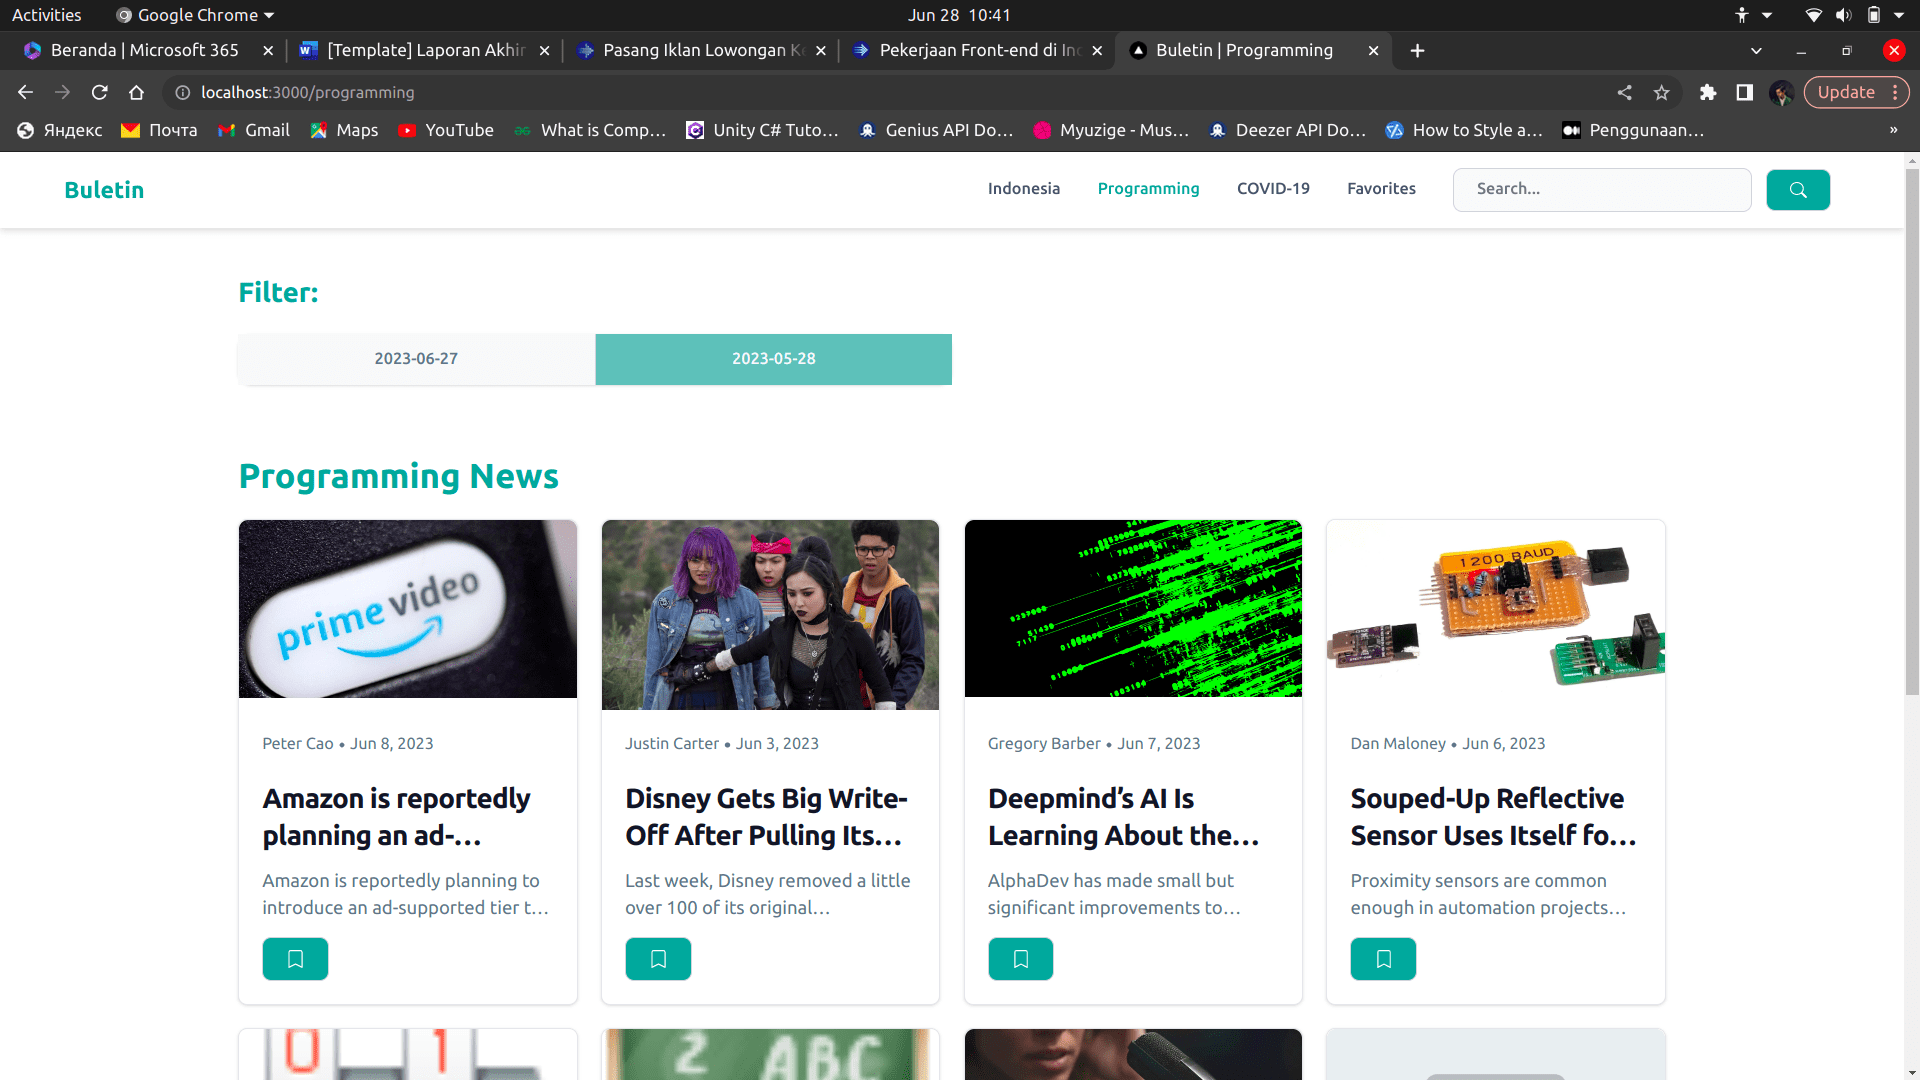 Activities
Google Chrome
Jun 28 10:41
Beranda | Microsoft 365
[Template] Laporan Akhir
Pasang Iklan Lowongan Ke
Pekerjaan Front-end di Ind
Buletin | Programming
localhost:3000/programming
Update
Яндекс
Почта
Gmail
Maps
YouTube
What is Comp…
Unity C# Tuto…
Genius API Do…
Myuzige - Mus…
Deezer API Do…
How to Style a…
Penggunaan…
»
Buletin
Indonesia
Programming
COVID-19
Favorites
Search...
Filter:
2023-06-27
2023-05-28
Programming News
prime video
1200 BAUD
Peter Cao • Jun 8, 2023
Amazon is reportedly
planning an ad-…
Amazon is reportedly planning to
introduce an ad-supported tier t…
Justin Carter • Jun 3, 2023
Disney Gets Big Write-
Off After Pulling Its…
Last week, Disney removed a little
over 100 of its original…
Gregory Barber • Jun 7, 2023
Deepmind’s AI Is
Learning About the…
AlphaDev has made small but
significant improvements to…
Dan Maloney • Jun 6, 2023
Souped-Up Reflective
Sensor Uses Itself fo…
Proximity sensors are common
enough in automation projects…
0 1
2 ABC